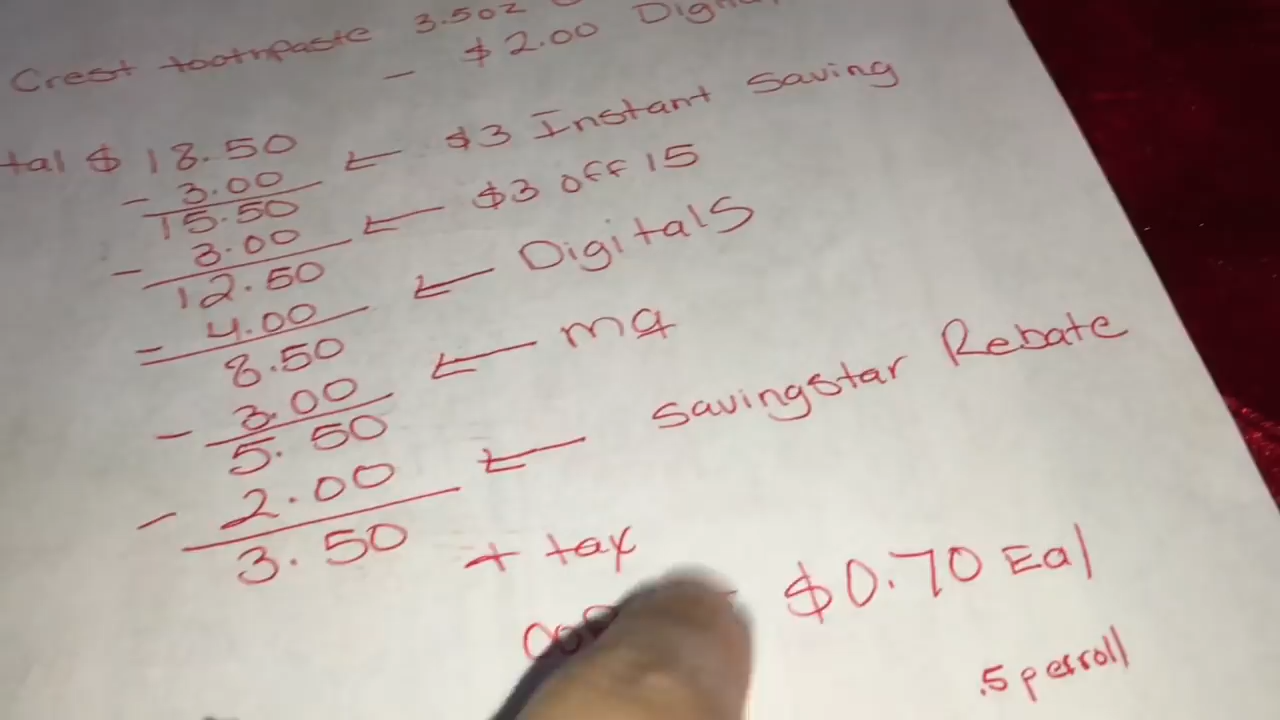 Crest toothpaste 3.5oz
- $2.00
tal $ 18.50 ← $3 Instant Saving
- 3.00
15.50
- 3.00 ← $3 off 15
12.50
- 4.00 ← Digitals
8.50
- 3.00 ← mq
5.50
- 2.00 ← savingstar Rebate
3.50 + tax
$0.70 Ea/
.5 per roll